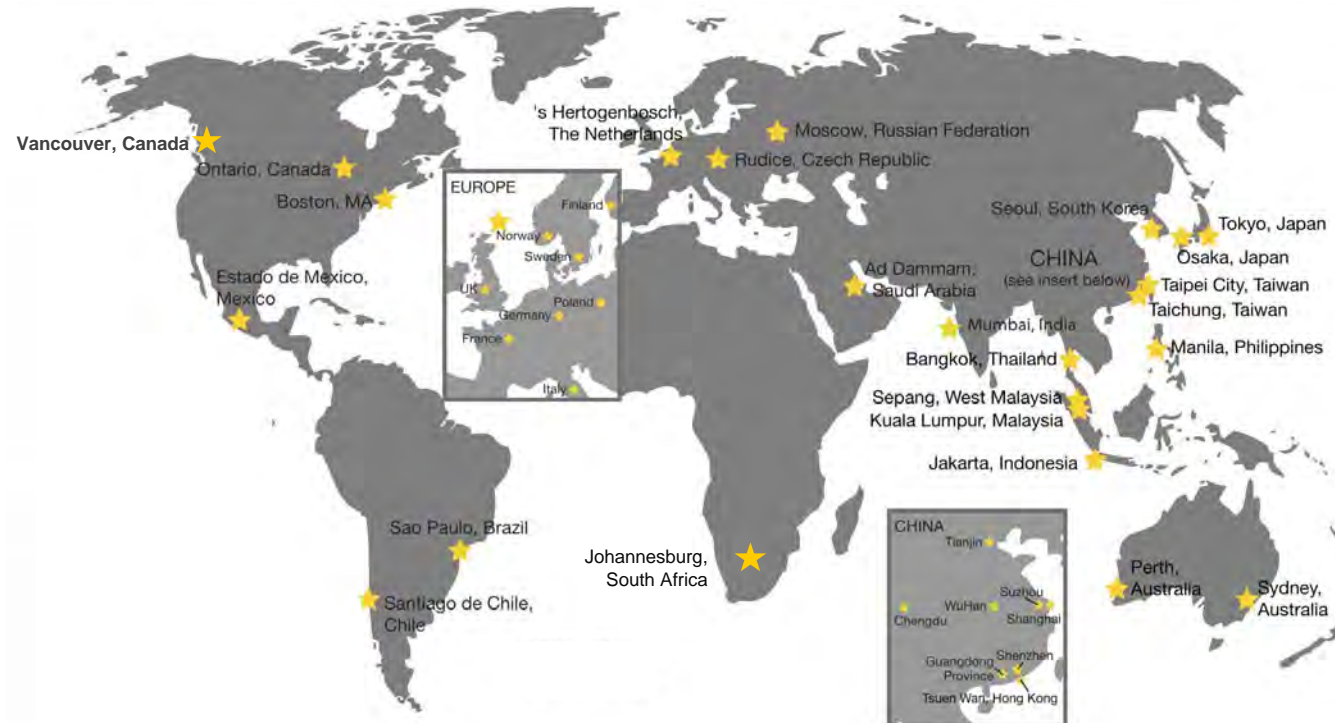 Vancouver, Canada
Ontario, Canada
Boston, MA
Estado de Mexico,
Mexico
Sao Paulo, Brazil
Santiago de Chile,
Chile
's Hertogenbosch,
The Netherlands
Moscow, Russian Federation
Rudice, Czech Republic
EUROPE
Finland
Norway
Sweden
UK
Poland
Germany
France
Italy
Johannesburg,
South Africa
Ad Dammam,
Saudi Arabia
Mumbai, India
Seoul, South Korea
Tokyo, Japan
Osaka, Japan
CHINA
(see insert below)
Taipei City, Taiwan
Taichung, Taiwan
Manila, Philippines
Bangkok, Thailand
Sepang, West Malaysia
Kuala Lumpur, Malaysia
Jakarta, Indonesia
CHINA
Tianjin
Suzhou
WuHan
Chengdu
Shanghai
Shenzhen
Guangdong
Province
Tsuen Wan, Hong Kong
Perth,
Australia
Sydney,
Australia